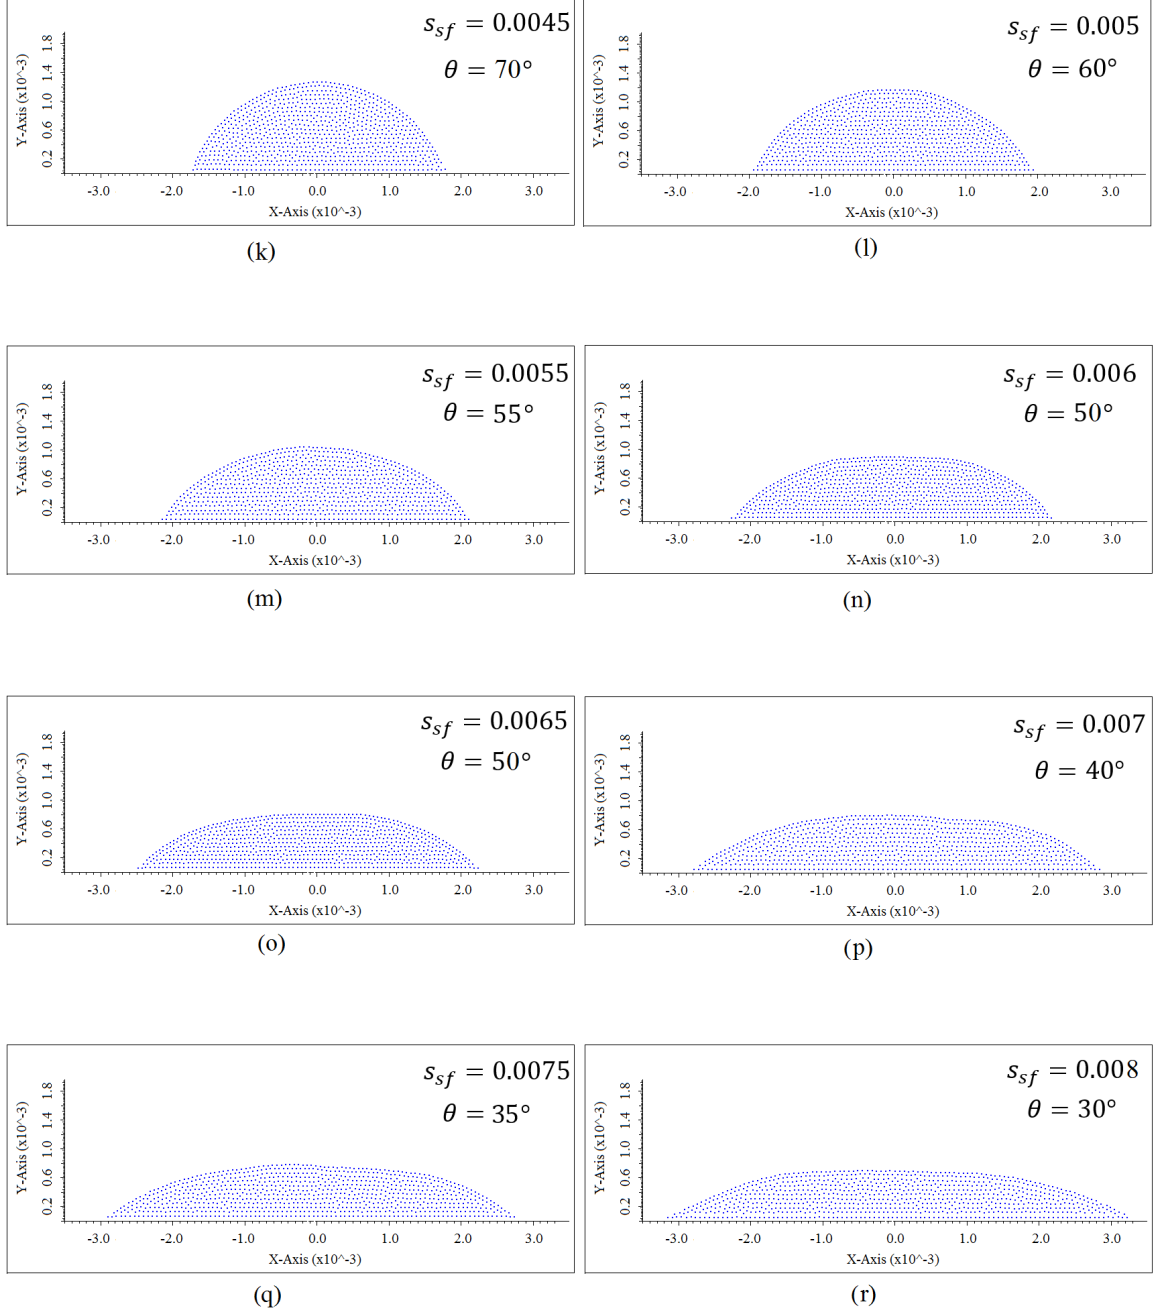 s_sf = 0.0045
θ = 70°
Y-Axis (x10^-3)
1.8
1.4
1.0
0.6
0.2
-3.0 -2.0 -1.0 0.0 1.0 2.0 3.0
X-Axis (x10^-3)
(k)
s_sf = 0.005
θ = 60°
Y-Axis (x10^-3)
1.8
1.4
1.0
0.6
0.2
-3.0 -2.0 -1.0 0.0 1.0 2.0 3.0
X-Axis (x10^-3)
(l)
s_sf = 0.0055
θ = 55°
Y-Axis (x10^-3)
1.8
1.4
1.0
0.6
0.2
-3.0 -2.0 -1.0 0.0 1.0 2.0 3.0
X-Axis (x10^-3)
(m)
s_sf = 0.006
θ = 50°
Y-Axis (x10^-3)
1.8
1.4
1.0
0.6
0.2
-3.0 -2.0 -1.0 0.0 1.0 2.0 3.0
X-Axis (x10^-3)
(n)
s_sf = 0.0065
θ = 50°
Y-Axis (x10^-3)
1.8
1.4
1.0
0.6
0.2
-3.0 -2.0 -1.0 0.0 1.0 2.0 3.0
X-Axis (x10^-3)
(o)
s_sf = 0.007
θ = 40°
Y-Axis (x10^-3)
1.8
1.4
1.0
0.6
0.2
-3.0 -2.0 -1.0 0.0 1.0 2.0 3.0
X-Axis (x10^-3)
(p)
s_sf = 0.0075
θ = 35°
Y-Axis (x10^-3)
1.8
1.4
1.0
0.6
0.2
-3.0 -2.0 -1.0 0.0 1.0 2.0 3.0
X-Axis (x10^-3)
(q)
s_sf = 0.008
θ = 30°
Y-Axis (x10^-3)
1.8
1.4
1.0
0.6
0.2
-3.0 -2.0 -1.0 0.0 1.0 2.0 3.0
X-Axis (x10^-3)
(r)